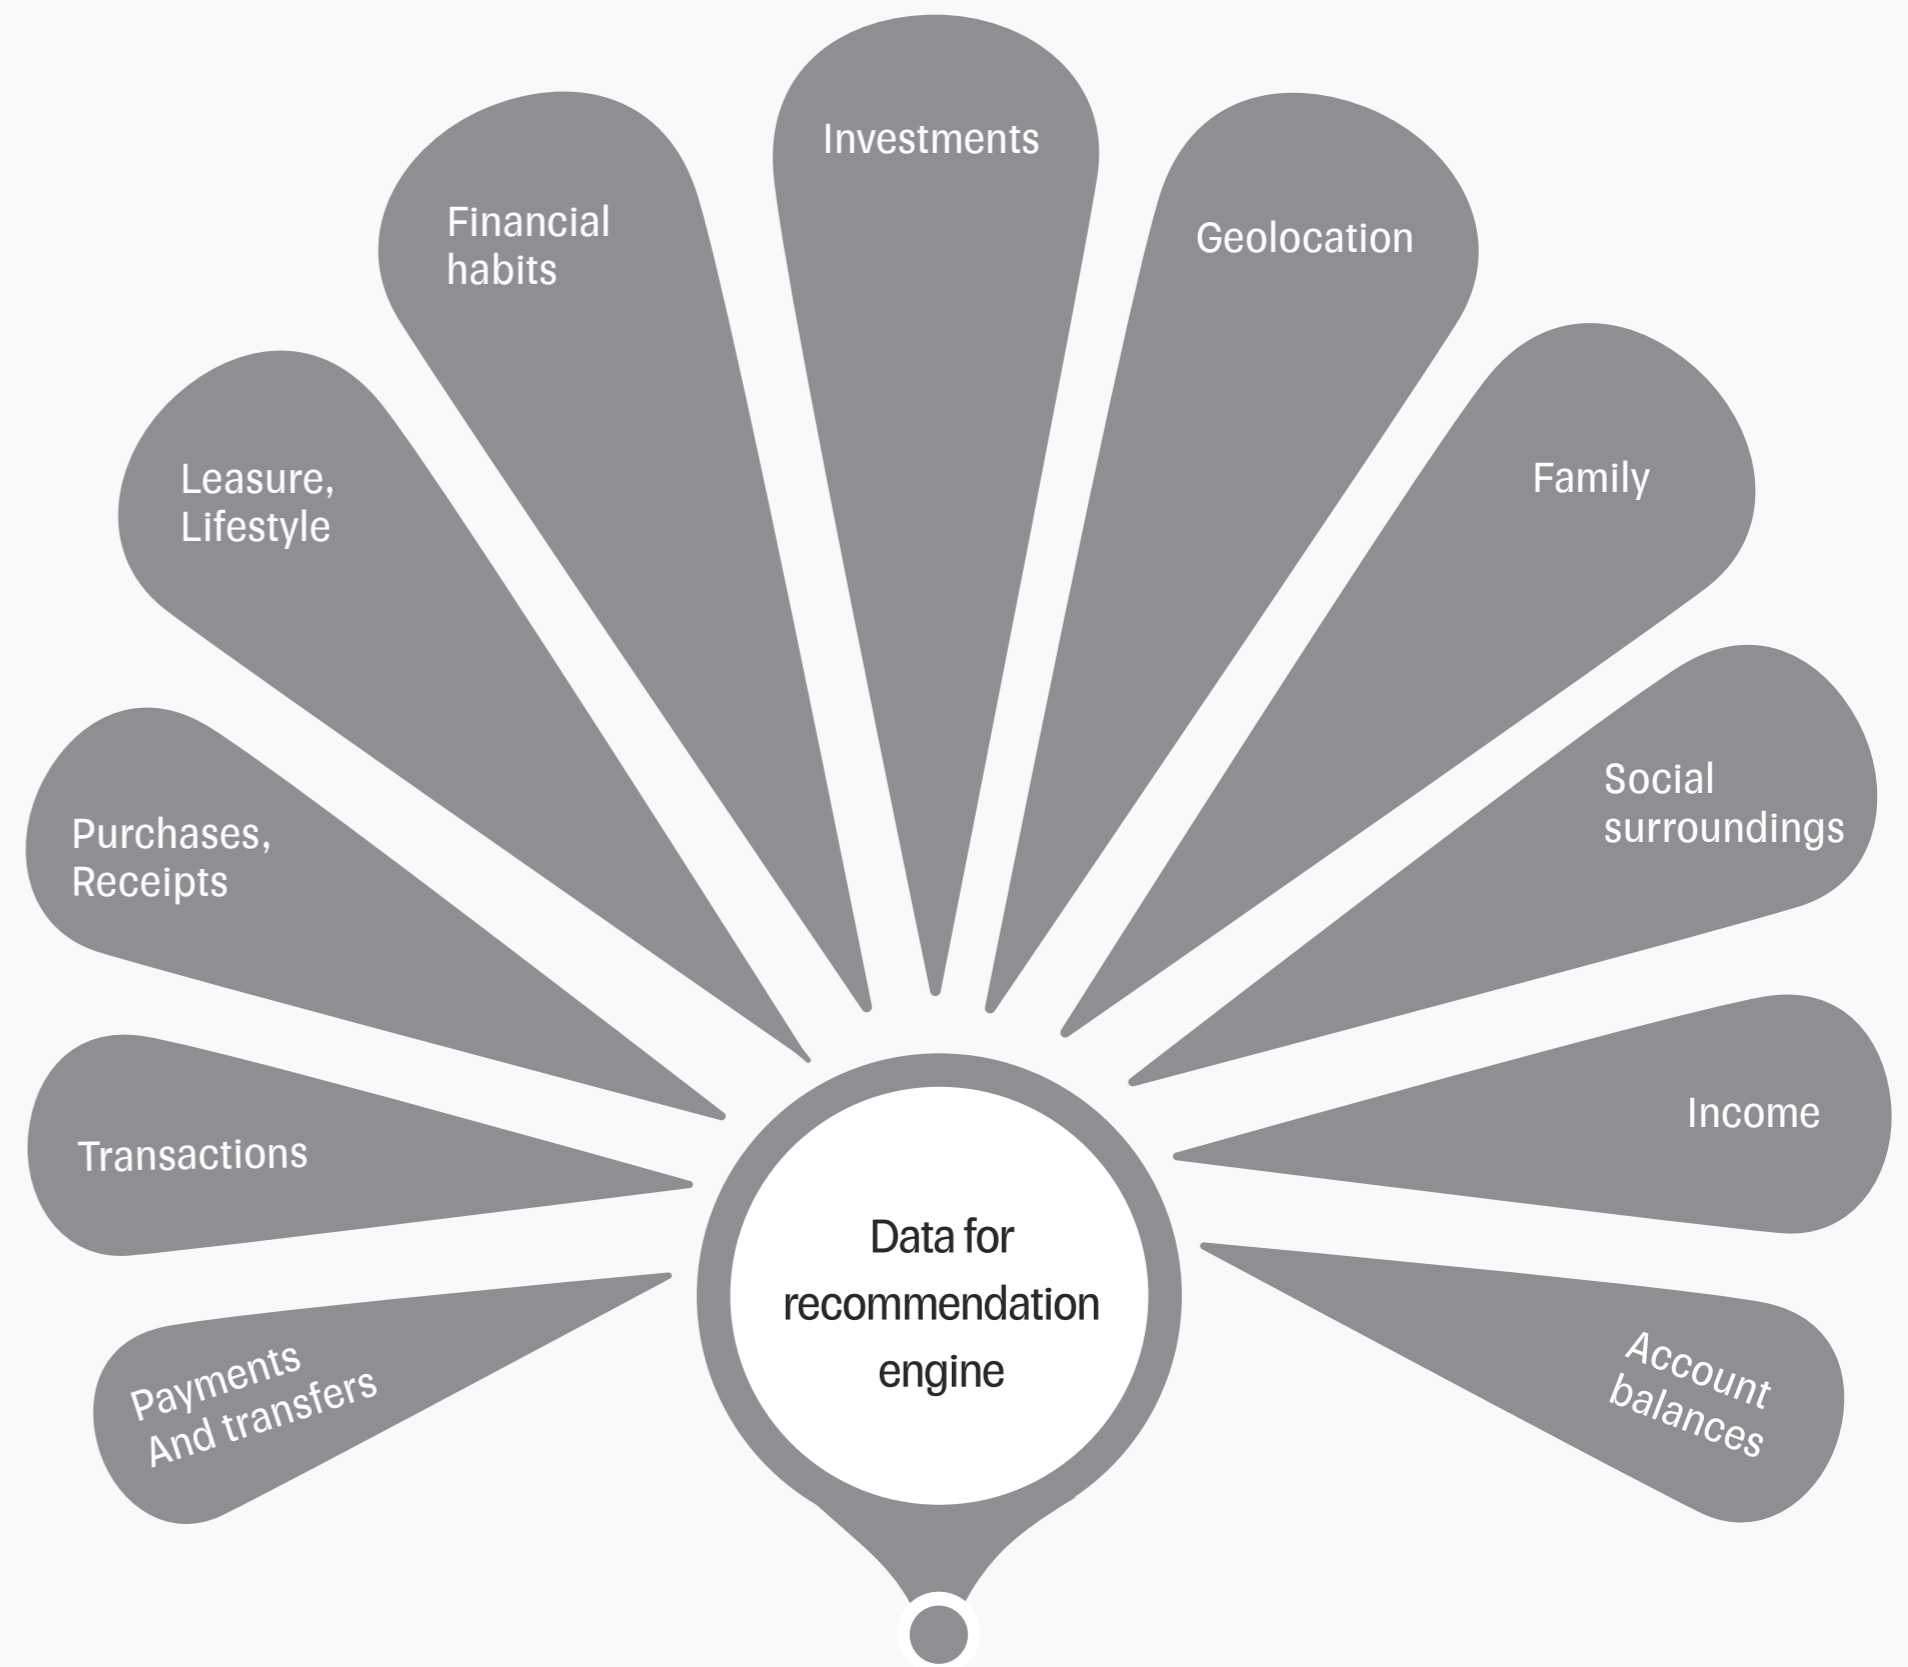 Investments
Financial
habits
Geolocation
Leasure,
Lifestyle
Family
Social
surroundings
Purchases,
Receipts
Income
Transactions
Data for
recommendation
engine
Payments
And transfers
Account
balances